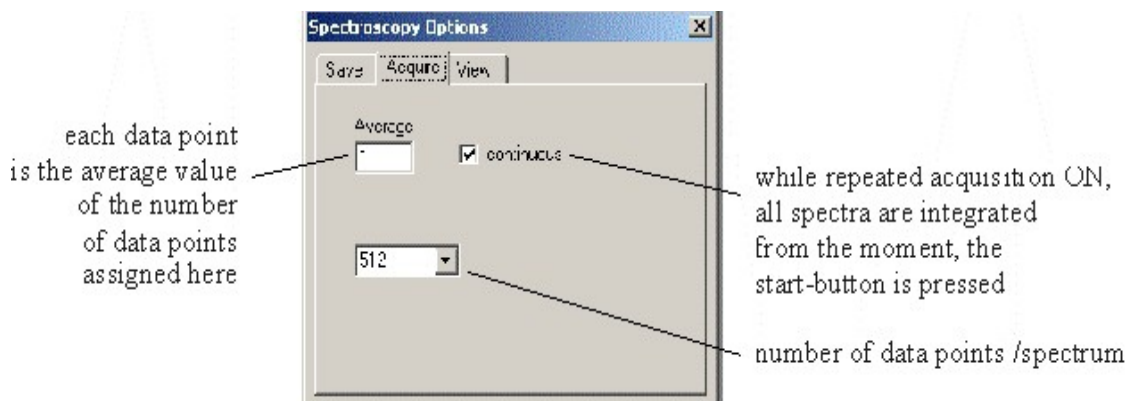 Spectroscopy Options
Save Acquire View
Average
continuous
512
each data point
is the average value
of the number
of data points
assigned here
while repeated acquisition ON,
all spectra are integrated
from the moment, the
start-button is pressed
number of data points /spectrum